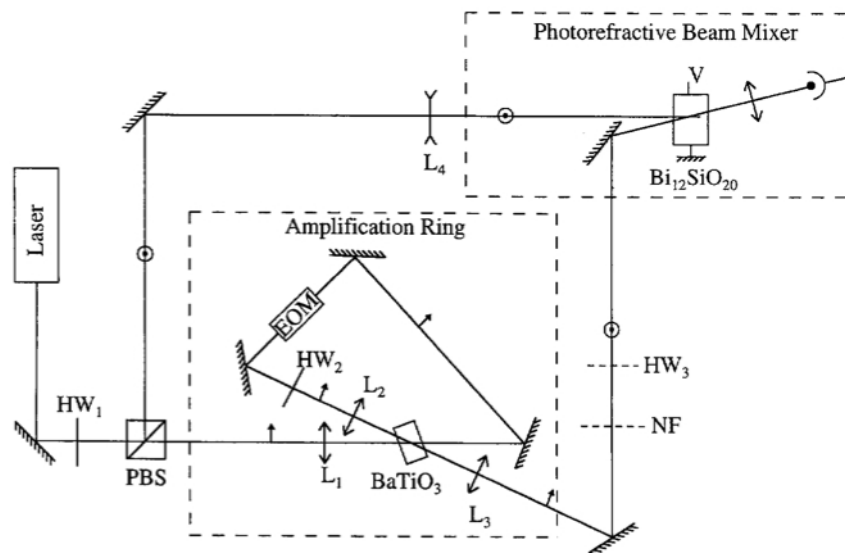 Photorefractive Beam Mixer
V
L₄
Bi₁₂SiO₂₀
Laser
Amplification Ring
EOM
HW₂
HW₃
L₂
HW₁
NF
PBS
L₁
BaTiO₃
L₃